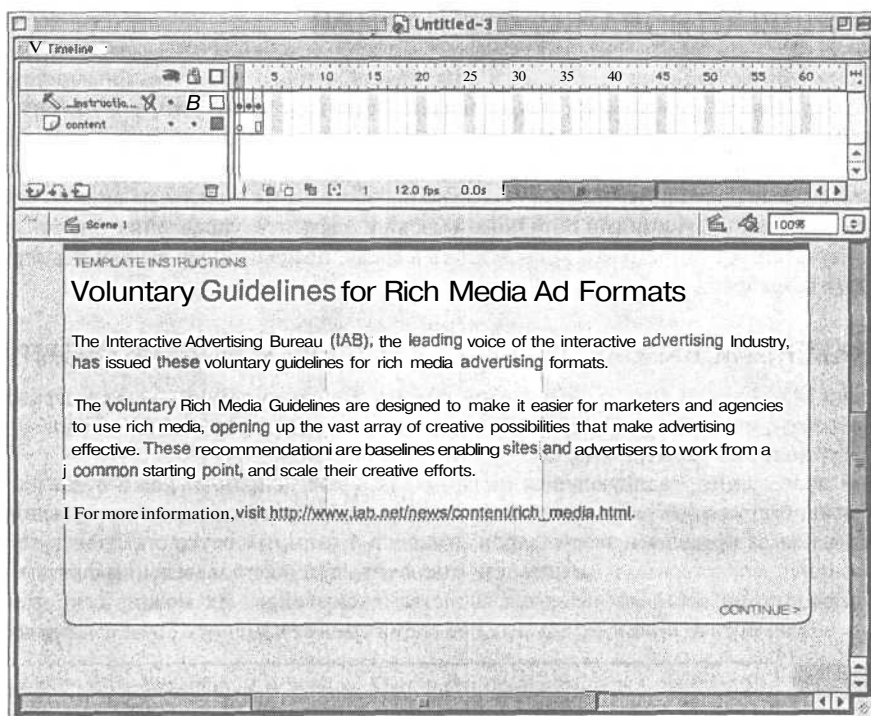 Untitled-3
V Timeline
5 10 15 20 25 30 35 40 45 50 55 60
instructio... B
content
1 12.0 fps 0.0s
Scene 1 100%
TEMPLATE INSTRUCTIONS
Voluntary Guidelines for Rich Media Ad Formats
The Interactive Advertising Bureau (IAB), the leading voice of the interactive advertising Industry,
has issued these voluntary guidelines for rich media advertising formats.
The voluntary Rich Media Guidelines are designed to make it easier for marketers and agencies
to use rich media, opening up the vast array of creative possibilities that make advertising
effective. These recommendationi are baselines enabling sites and advertisers to work from a
j common starting point, and scale their creative efforts.
I For more information, visit http://www.iab.net/news/content/rich_media.html.
CONTINUE >